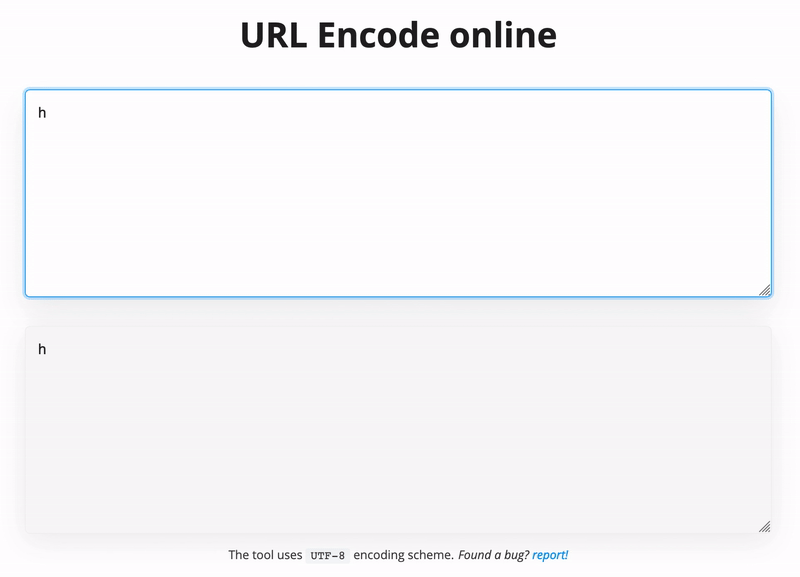 URL Encode online
h
h
The tool uses UTF-8 encoding scheme. Found a bug? report!